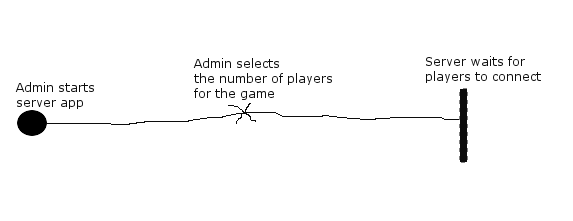 Admin starts
server app
Admin selects
the number of players
for the game
Server waits for
players to connect